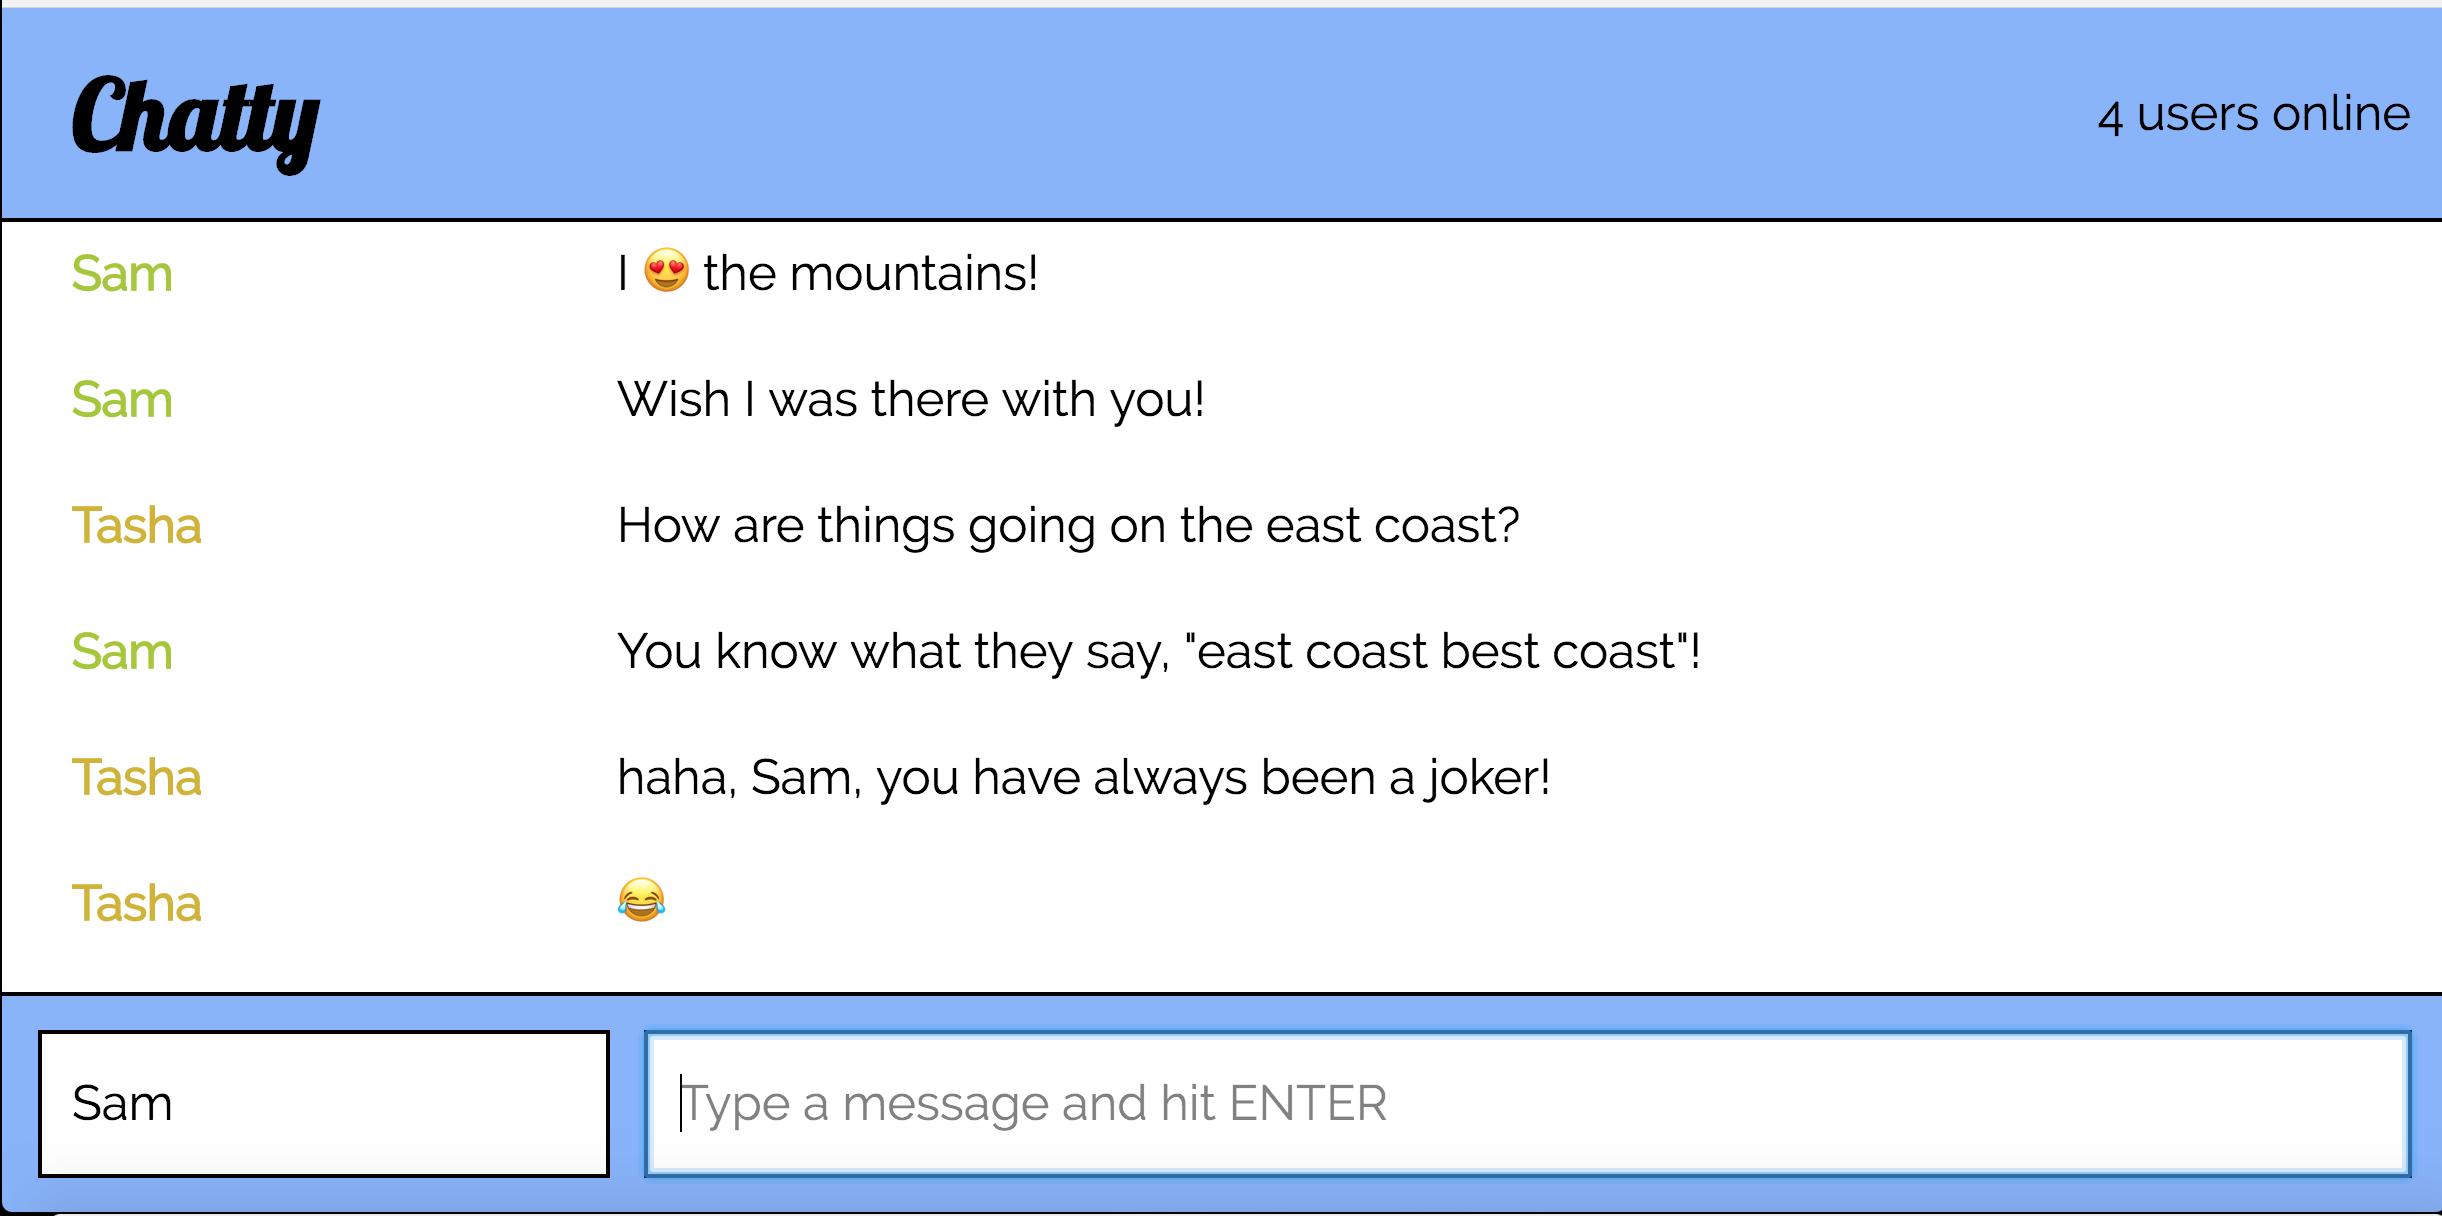 Chatty
4 users online
Sam I 😍 the mountains!
Sam Wish I was there with you!
Tasha How are things going on the east coast?
Sam You know what they say, "east coast best coast"!
Tasha haha, Sam, you have always been a joker!
Tasha 😂
Sam Type a message and hit ENTER